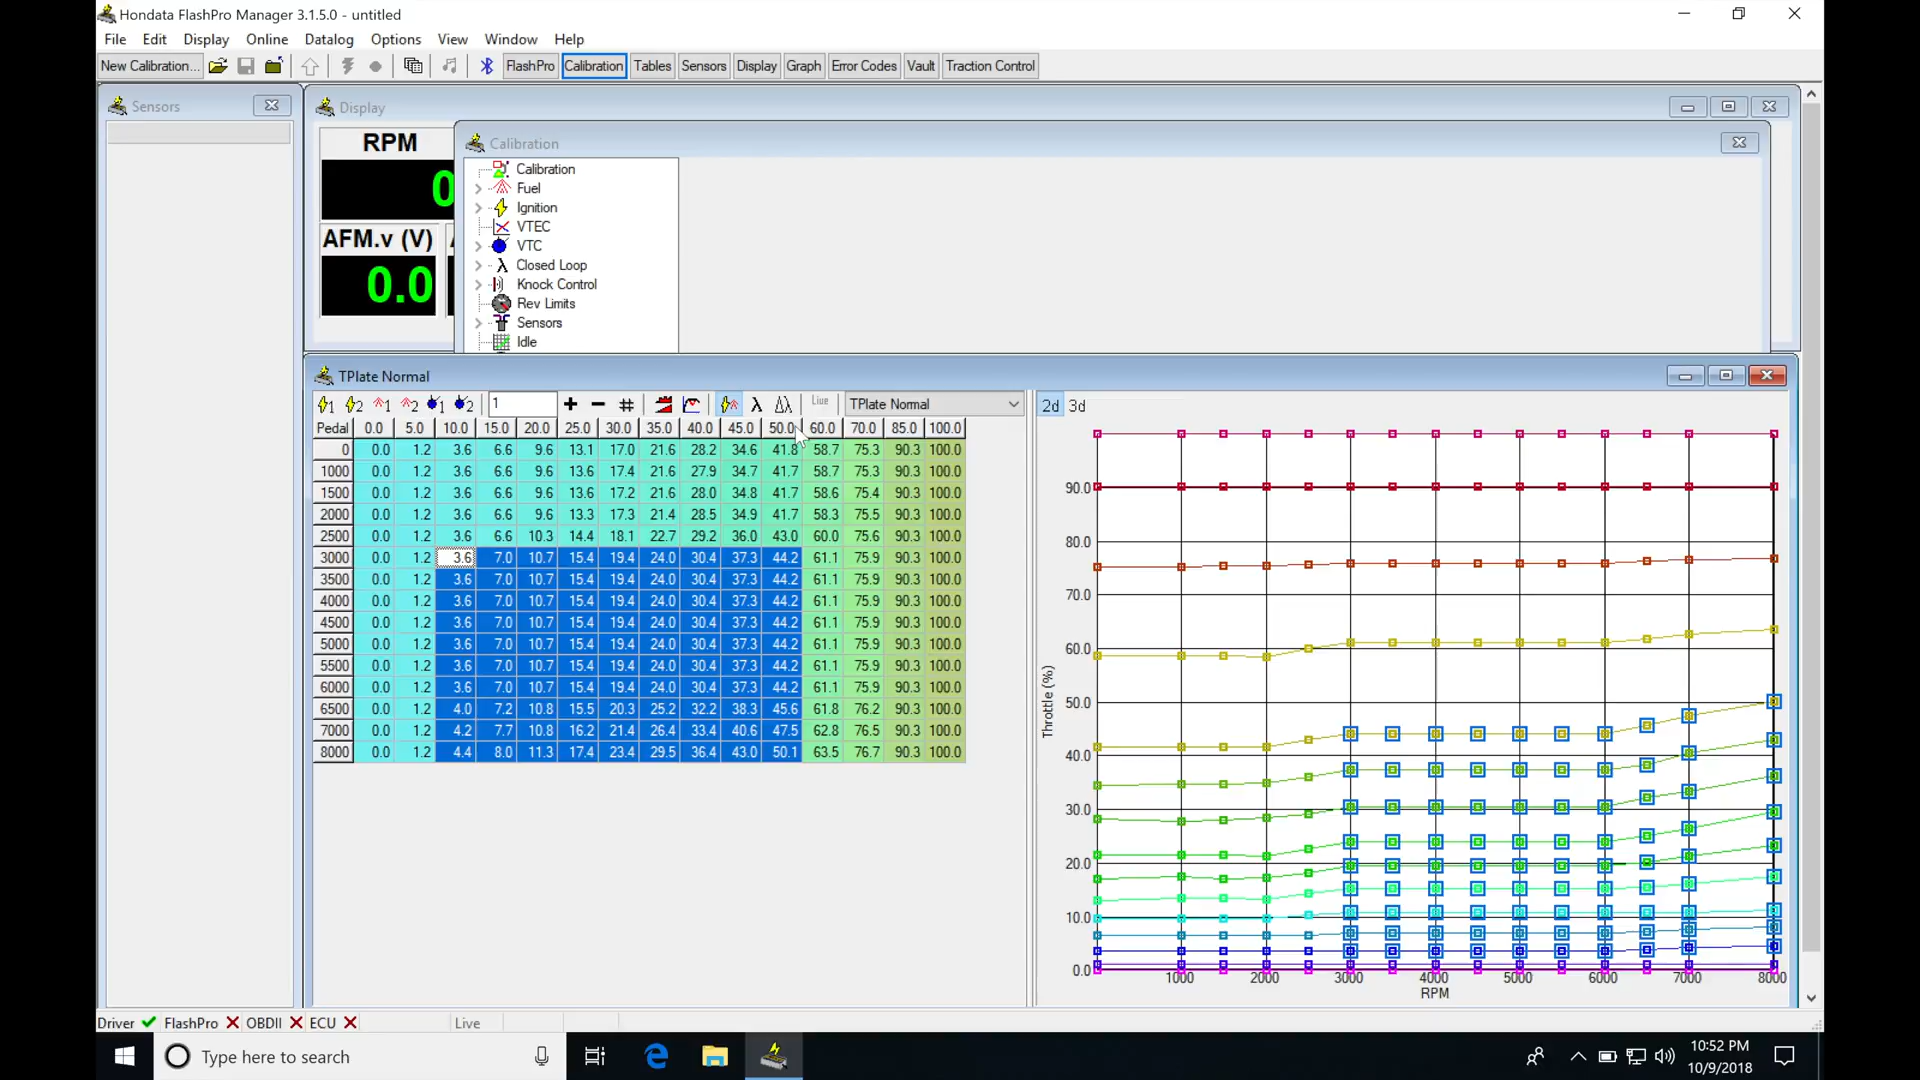 Hondata FlashPro Manager 3.1.5.0 - untitled
File Edit Display Online Datalog Options View Window Help
New Calibration... FlashPro Calibration Tables Sensors Display Graph Error Codes Vault Traction Control
Sensors
Display
RPM
0
AFM.v (V)
0.0
Calibration
Calibration
Fuel
Ignition
VTEC
VTC
Closed Loop
Knock Control
Rev Limits
Sensors
Idle
TPlate Normal
1 2 1 2 1 2 1 Live TPlate Normal 2d 3d
Pedal 0.0 5.0 10.0 15.0 20.0 25.0 30.0 35.0 40.0 45.0 50.0 60.0 70.0 85.0 100.0
0 0.0 1.2 3.6 6.6 9.6 13.1 17.0 21.6 28.2 34.6 41.8 58.7 75.3 90.3 100.0
1000 0.0 1.2 3.6 6.6 9.6 13.6 17.4 21.6 27.9 34.7 41.7 58.7 75.3 90.3 100.0
1500 0.0 1.2 3.6 6.6 9.6 13.6 17.2 21.6 28.0 34.8 41.7 58.6 75.4 90.3 100.0
2000 0.0 1.2 3.6 6.6 9.6 13.3 17.3 21.4 28.5 34.9 41.7 58.3 75.5 90.3 100.0
2500 0.0 1.2 3.6 6.6 10.3 14.4 18.1 22.7 29.2 36.0 43.0 60.0 75.6 90.3 100.0
3000 0.0 1.2 3.6 7.0 10.7 15.4 19.4 24.0 30.4 37.3 44.2 61.1 75.9 90.3 100.0
3500 0.0 1.2 3.6 7.0 10.7 15.4 19.4 24.0 30.4 37.3 44.2 61.1 75.9 90.3 100.0
4000 0.0 1.2 3.6 7.0 10.7 15.4 19.4 24.0 30.4 37.3 44.2 61.1 75.9 90.3 100.0
4500 0.0 1.2 3.6 7.0 10.7 15.4 19.4 24.0 30.4 37.3 44.2 61.1 75.9 90.3 100.0
5000 0.0 1.2 3.6 7.0 10.7 15.4 19.4 24.0 30.4 37.3 44.2 61.1 75.9 90.3 100.0
5500 0.0 1.2 3.6 7.0 10.7 15.4 19.4 24.0 30.4 37.3 44.2 61.1 75.9 90.3 100.0
6000 0.0 1.2 3.6 7.0 10.7 15.4 19.4 24.0 30.4 37.3 44.2 61.1 75.9 90.3 100.0
6500 0.0 1.2 4.0 7.2 10.8 15.5 20.3 25.2 32.2 38.3 45.6 61.8 76.2 90.3 100.0
7000 0.0 1.2 4.2 7.7 10.8 16.2 21.4 26.4 33.4 40.6 47.5 62.8 76.5 90.3 100.0
8000 0.0 1.2 4.4 8.0 11.3 17.4 23.4 29.5 36.4 43.0 50.1 63.5 76.7 90.3 100.0
90.0
80.0
70.0
60.0
50.0
40.0
30.0
20.0
10.0
0.0
Throttle (%)
1000 2000 3000 4000 5000 6000 7000 8000
RPM
Driver FlashPro OBDII ECU Live
Type here to search
10:52 PM
10/9/2018